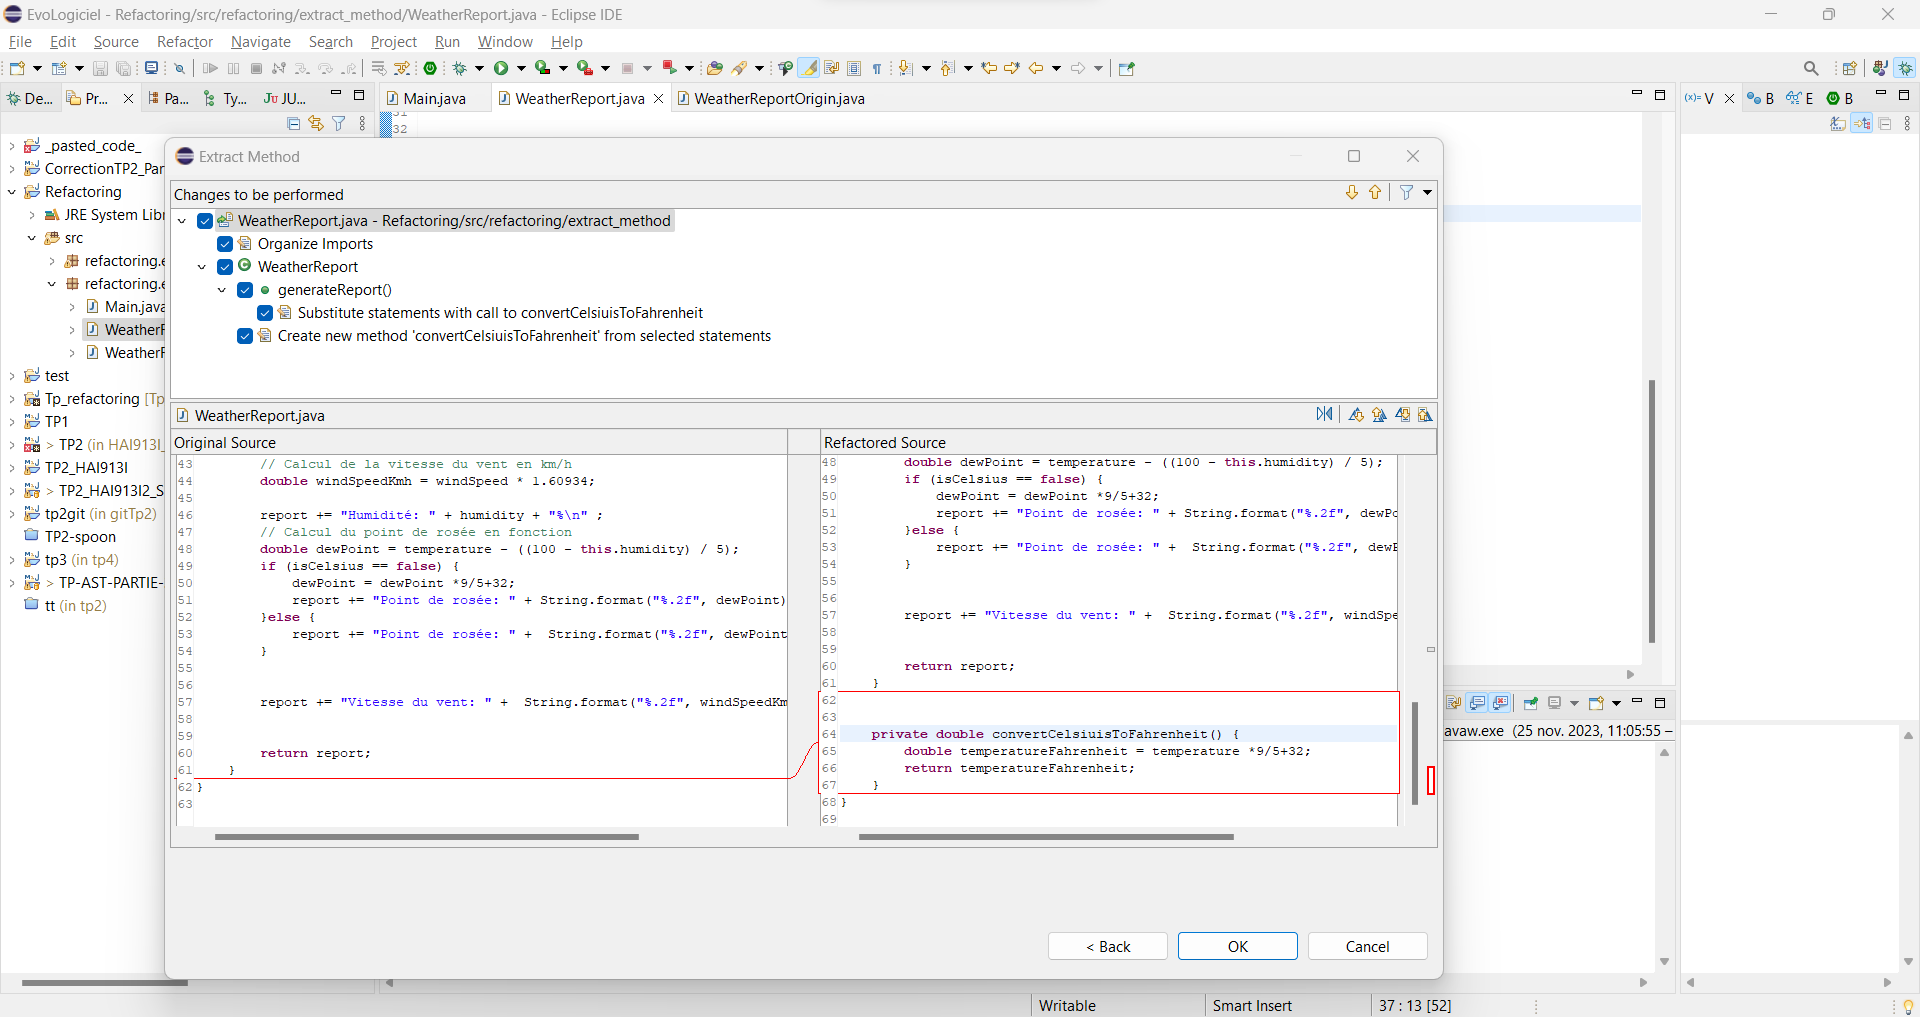 EvoLogiciel - Refactoring/src/refactoring/extract_method/WeatherReport.java - Eclipse IDE
File Edit Source Refactor Navigate Search Project Run Window Help
De... Pr... Pa... Ty... JU...
Main.java WeatherReport.java WeatherReportOrigin.java
(x)= V B E B
31
32
_pasted_code_
CorrectionTP2_Par
Refactoring
JRE System Libr
src
refactoring.e
refactoring.e
Main.java
WeatherF
WeatherF
test
Tp_refactoring [Tp
TP1
> TP2 (in HAI913I_
TP2_HAI913I
> TP2_HAI913I2_S
tp2git (in gitTp2)
TP2-spoon
tp3 (in tp4)
> TP-AST-PARTIE-
tt (in tp2)
Extract Method
Changes to be performed
WeatherReport.java - Refactoring/src/refactoring/extract_method
Organize Imports
WeatherReport
generateReport()
Substitute statements with call to convertCelsiuisToFahrenheit
Create new method 'convertCelsiuisToFahrenheit' from selected statements
WeatherReport.java
Original Source
43 // Calcul de la vitesse du vent en km/h
44 double windSpeedKmh = windSpeed * 1.60934;
45
46 report += "Humidité: " + humidity + "%\n" ;
47 // Calcul du point de rosée en fonction
48 double dewPoint = temperature - ((100 - this.humidity) / 5);
49 if (isCelsius == false) {
50 dewPoint = dewPoint *9/5+32;
51 report += "Point de rosée: " + String.format("%.2f", dewPoint)
52 }else {
53 report += "Point de rosée: " + String.format("%.2f", dewPoint
54 }
55
56
57 report += "Vitesse du vent: " + String.format("%.2f", windSpeedKm
58
59
60 return report;
61 }
62 }
63
Refactored Source
48 double dewPoint = temperature - ((100 - this.humidity) / 5);
49 if (isCelsius == false) {
50 dewPoint = dewPoint *9/5+32;
51 report += "Point de rosée: " + String.format("%.2f", dewPo
52 }else {
53 report += "Point de rosée: " + String.format("%.2f", dewP
54 }
55
56
57 report += "Vitesse du vent: " + String.format("%.2f", windSpe
58
59
60 return report;
61 }
62
63
64 private double convertCelsiuisToFahrenheit() {
65 double temperatureFahrenheit = temperature *9/5+32;
66 return temperatureFahrenheit;
67 }
68 }
69
< Back OK Cancel
avaw.exe (25 nov. 2023, 11:05:55 –
Writable Smart Insert 37 : 13 [52]